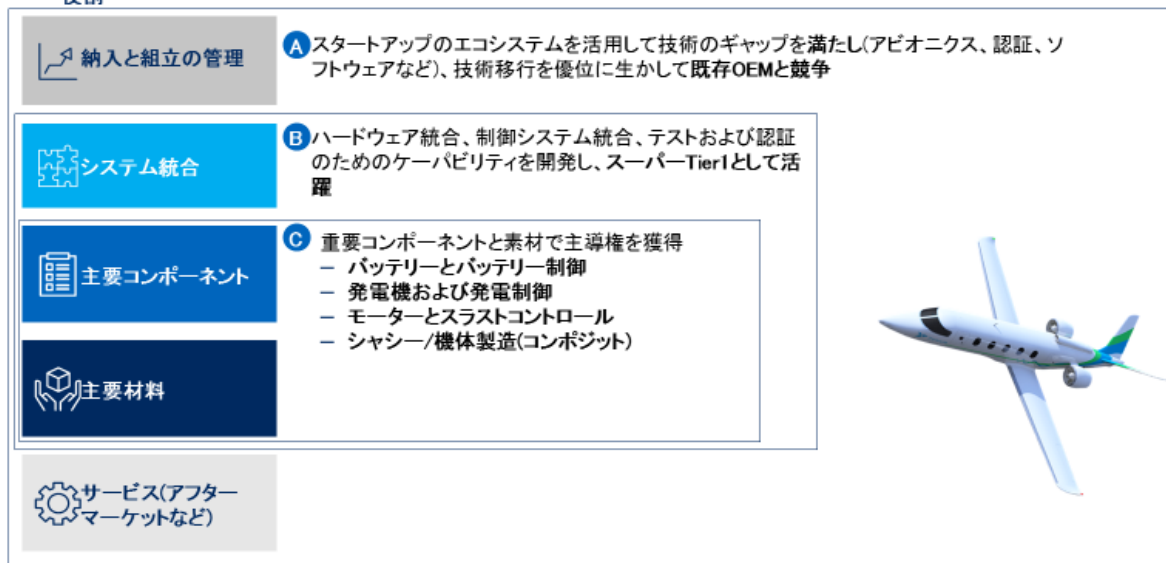 納入と組立の管理
A スタートアップのエコシステムを活用して技術のギャップを満たし(アビオニクス、認証、ソ
フトウェアなど)、技術移行を優位に生かして既存OEMと競争
システム統合
B ハードウェア統合、制御システム統合、テストおよび認証
のためのケーパビリティを開発し、スーパーTier1として活
躍
主要コンポーネント
C 重要コンポーネントと素材で主導権を獲得
– バッテリーとバッテリー制御
– 発電機および発電制御
– モーターとスラストコントロール
– シャシー/機体製造(コンポジット)
主要材料
サービス(アフター
マーケットなど)